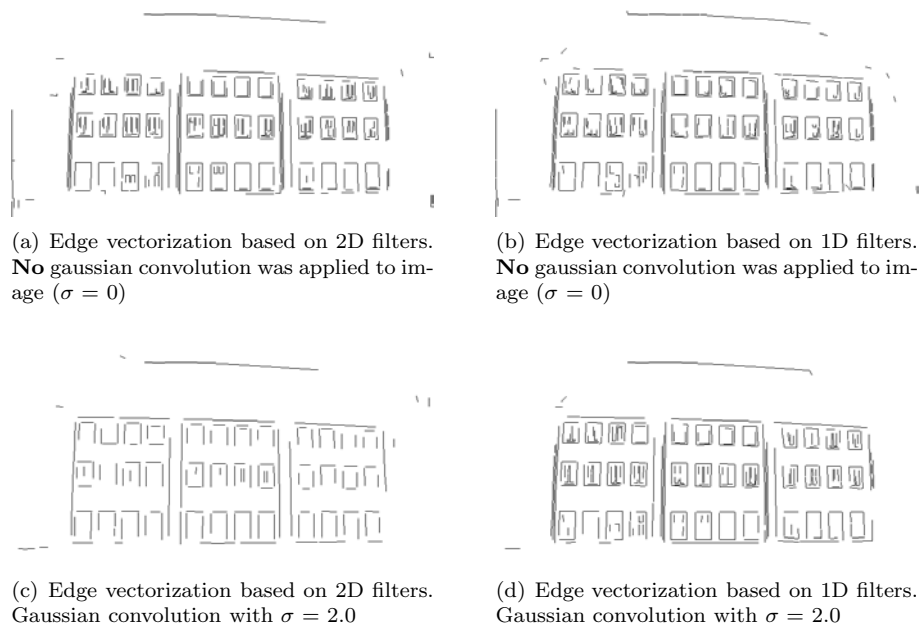 (a) Edge vectorization based on 2D filters.
No gaussian convolution was applied to im-
age (σ = 0)
(b) Edge vectorization based on 1D filters.
No gaussian convolution was applied to im-
age (σ = 0)
(c) Edge vectorization based on 2D filters.
Gaussian convolution with σ = 2.0
(d) Edge vectorization based on 1D filters.
Gaussian convolution with σ = 2.0